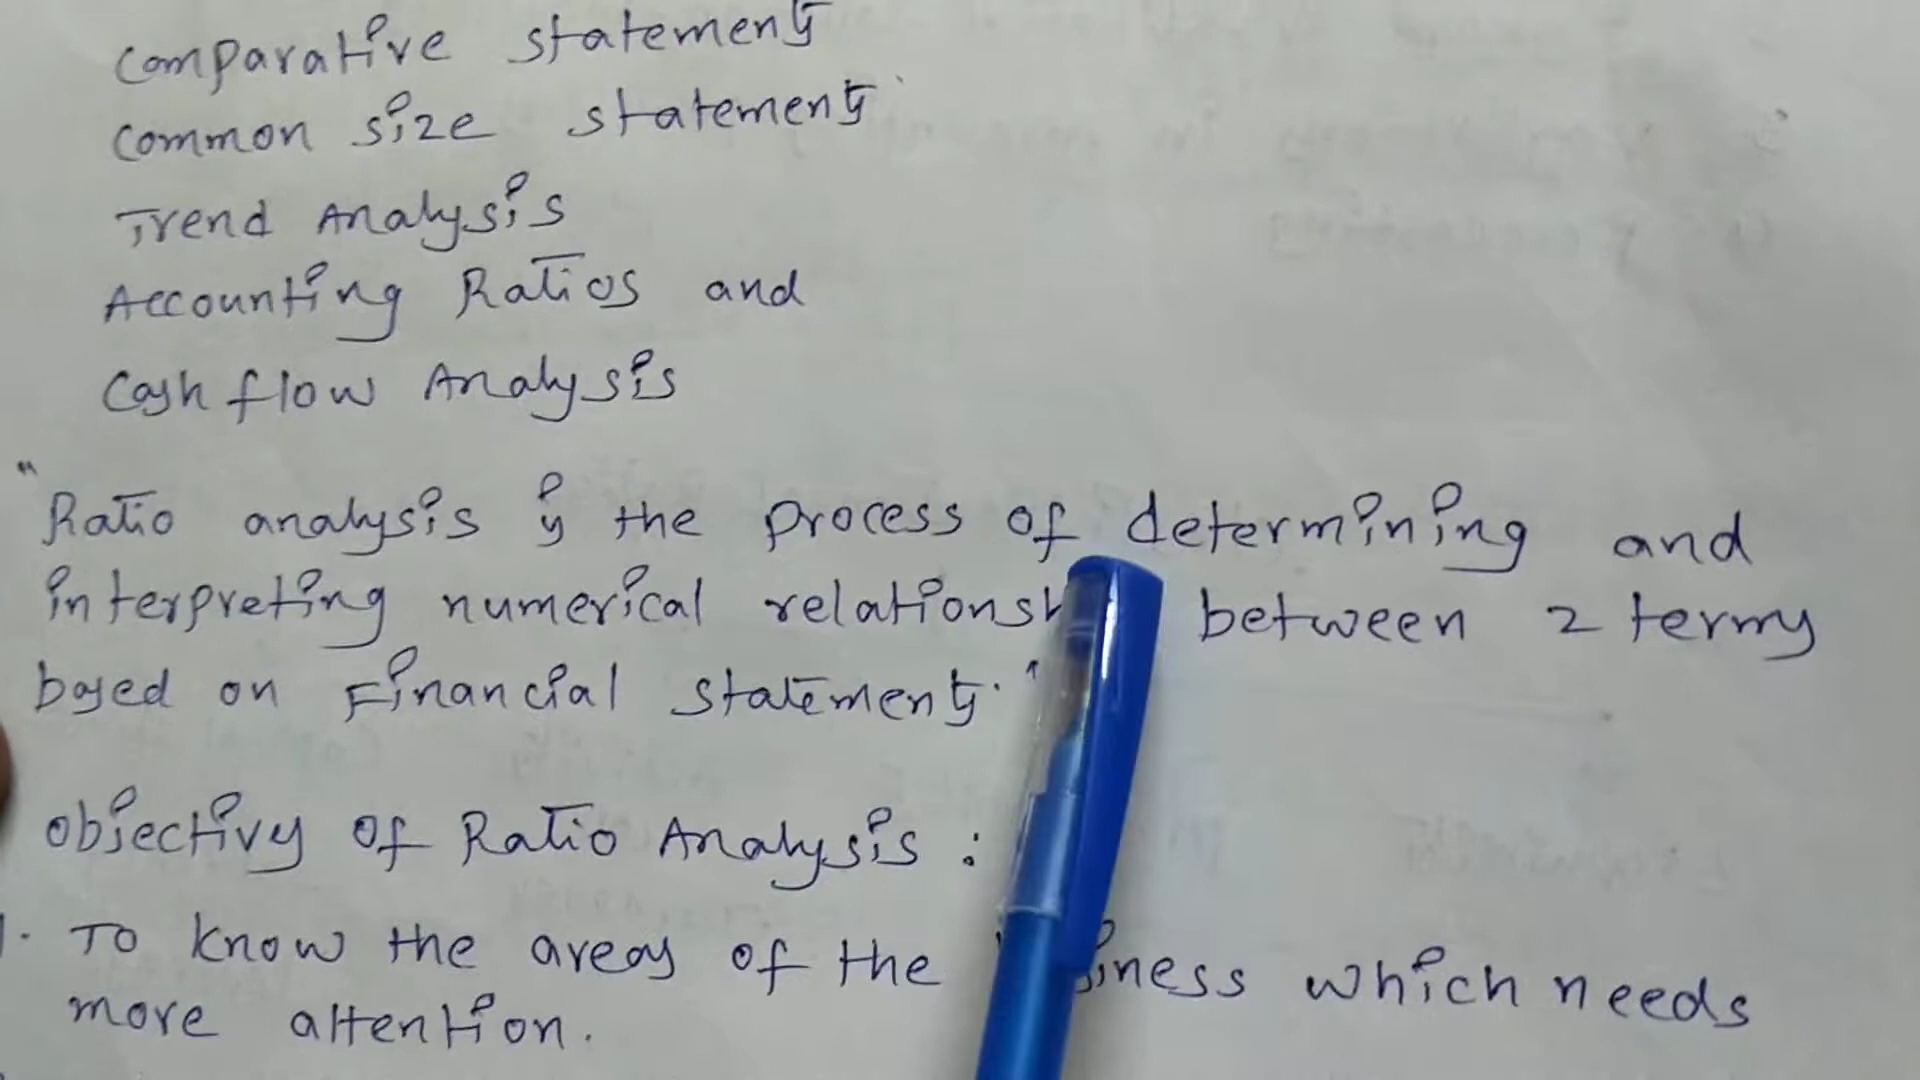 Comparative statements
Common size statements
Trend Analysis
Accounting Ratios and
Cash flow Analysis
"Ratio analysis is the process of determining and
interpreting numerical between 2 terms
based on Financial statements."
Objectives of Ratio Analysis :
1. To know the areas of the which needs
more attention.